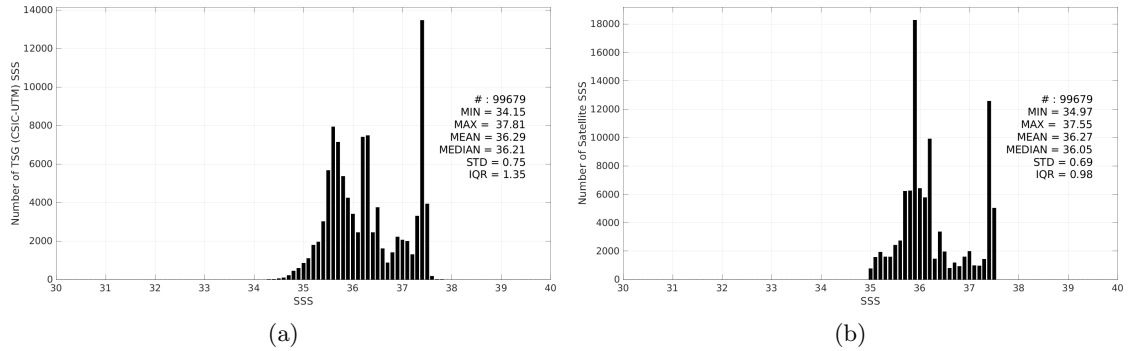 14000
12000
10000
8000
6000
4000
2000
0
Number of TSG (CSIC-UTM) SSS
# : 99679
MIN = 34.15
MAX =  37.81
MEAN = 36.29
MEDIAN = 36.21
STD = 0.75
IQR = 1.35
30 31 32 33 34 35 36 37 38 39 40
SSS
(a)
18000
16000
14000
12000
10000
8000
6000
4000
2000
0
Number of Satellite SSS
# : 99679
MIN = 34.97
MAX =  37.55
MEAN = 36.27
MEDIAN = 36.05
STD = 0.69
IQR = 0.98
30 31 32 33 34 35 36 37 38 39 40
SSS
(b)